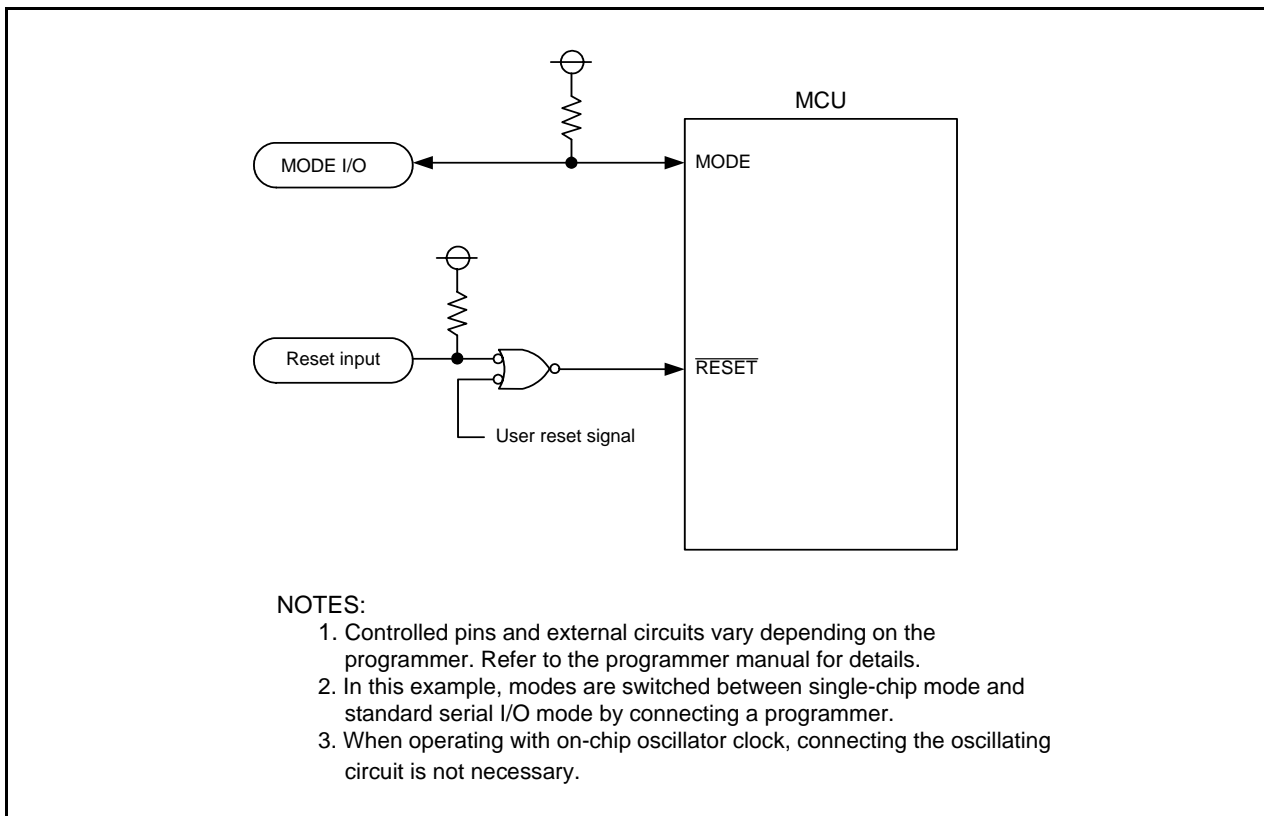 MCU
MODE I/O
MODE
Reset input
R̅E̅S̅E̅T̅
User reset signal
NOTES:
1. Controlled pins and external circuits vary depending on the
programmer. Refer to the programmer manual for details.
2. In this example, modes are switched between single-chip mode and
standard serial I/O mode by connecting a programmer.
3. When operating with on-chip oscillator clock, connecting the oscillating
circuit is not necessary.